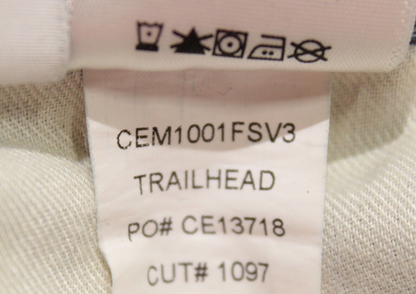 CEM1001FSV3
TRAILHEAD
PO# CE13718
CUT# 1097